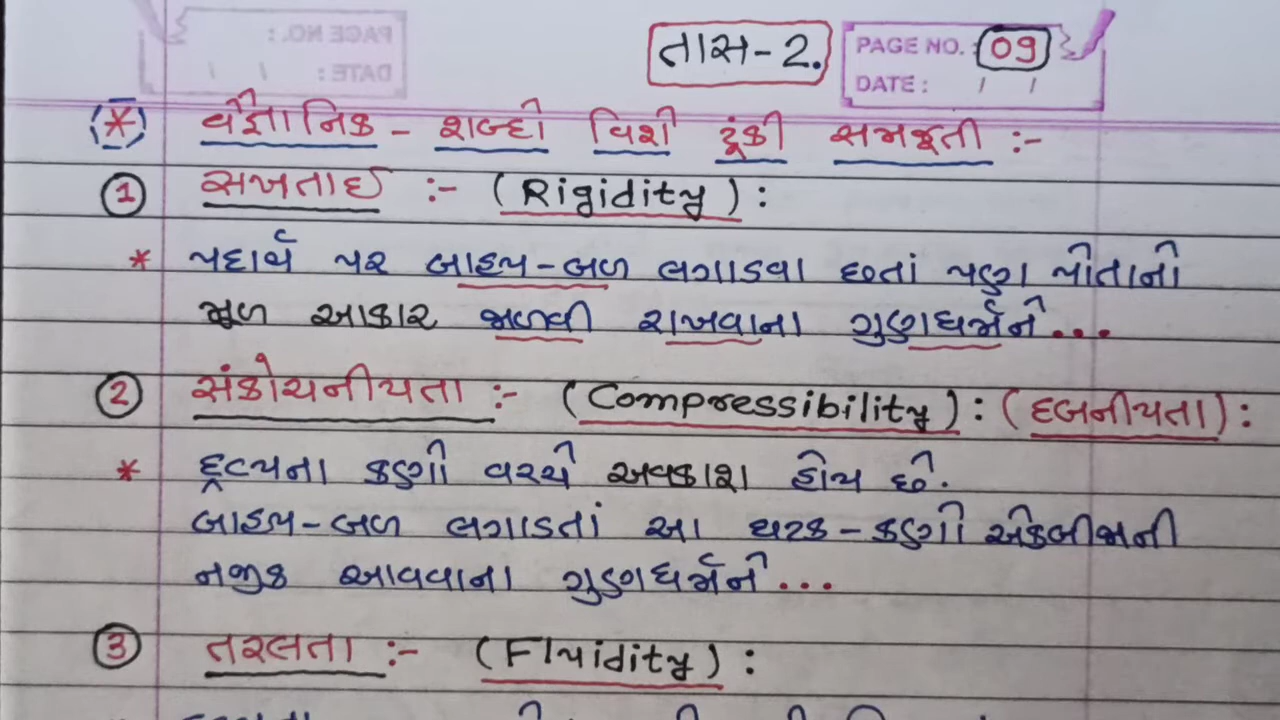 તાસ-2.
PAGE NO. : 09
DATE : / /
* વૈજ્ઞાનિક - શબ્દો વિશે ટૂંકી સમજૂતી :-
1 સખતાઈ :- (Rigidity) :
* પદાર્થ પર બાહ્ય-બળ લગાડવા છતાં પણ પોતાનો
મૂળ આકાર જાળવી રાખવાના ગુણધર્મને...
2 સંકોચનીયતા :- (Compressibility) : (દબનીયતા) :
* દ્રવ્યના કણો વચ્ચે અવકાશ હોય છે.
બાહ્ય-બળ લગાડતાં આ ઘટક-કણો એકબીજાની
નજીક આવવાના ગુણધર્મને...
3 તરલતા :- (Fluidity) :